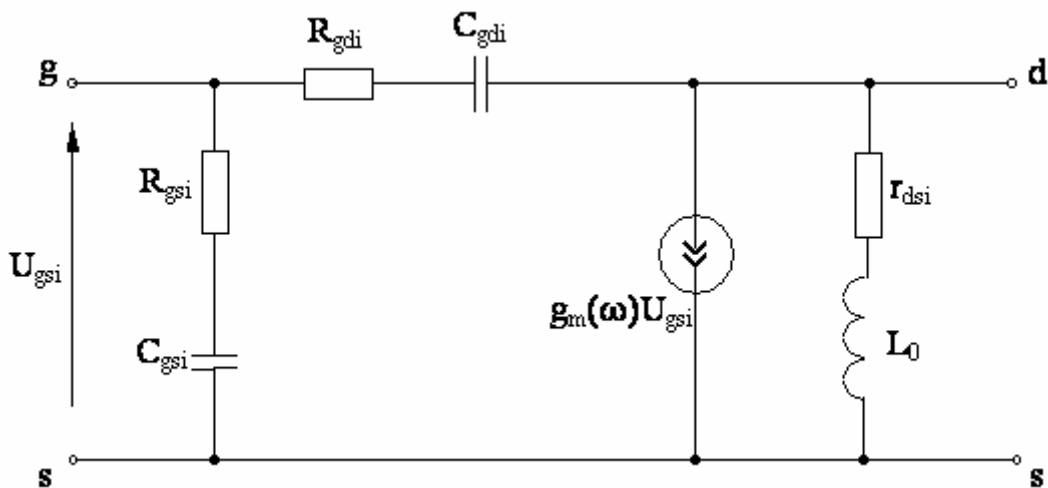 R_gdi
C_gdi
g
d
R_gsi
r_dsi
U_gsi
g_m(ω)U_gsi
C_gsi
L_0
s
s